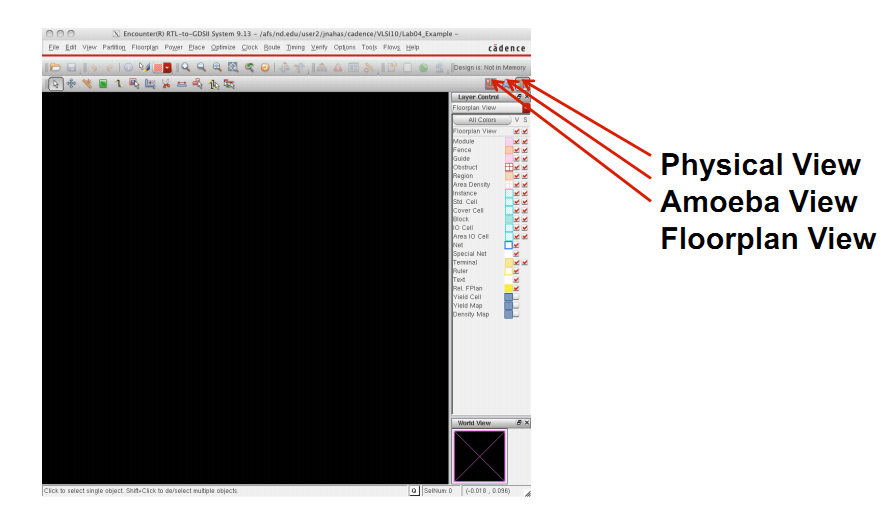 Encounter(R) RTL-to-GDSII System 9.13 - /afs/nd.edu/user2/jnahas/cadence/VLSI10/Lab04_Example -
File Edit View Partition Floorplan Power Place Optimize Clock Route Timing Verify Options Tools Flows Help
cādence
Design is: Not in Memory
Layer Control
Floorplan View
All Colors V S
Floorplan View
Module
Fence
Guide
Obstruct
Region
Area Density
Instance
Std. Cell
Cover Cell
Block
IO Cell
Area IO Cell
Net
Special Net
Terminal
Ruler
Text
Rel. FPlan
Yield Cell
Yield Map
Density Map
World View
Click to select single object. Shift+Click to de/select multiple objects.
Q SelNum: 0 (-0.018 , 0.096)
Physical View
Amoeba View
Floorplan View